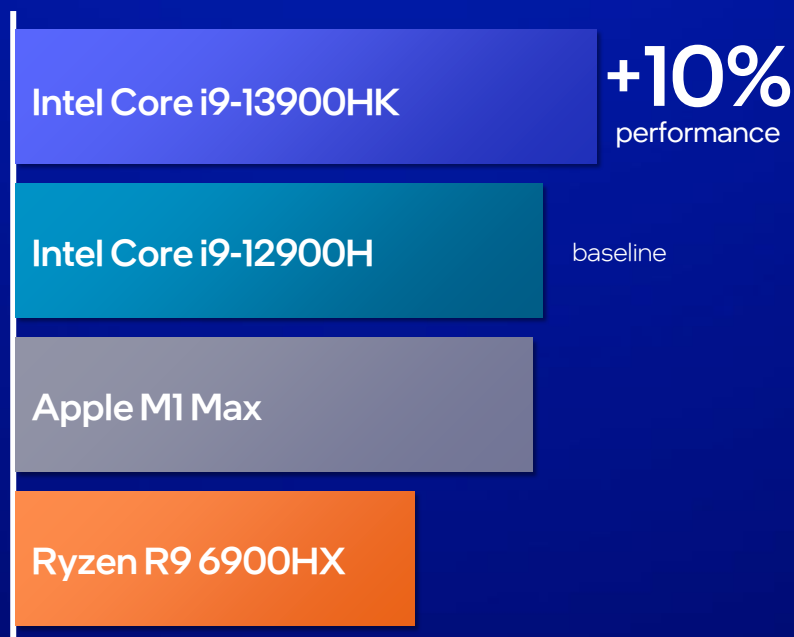 Intel Core i9-13900HK
+10%
performance
Intel Core i9-12900H
baseline
Apple M1 Max
Ryzen R9 6900HX